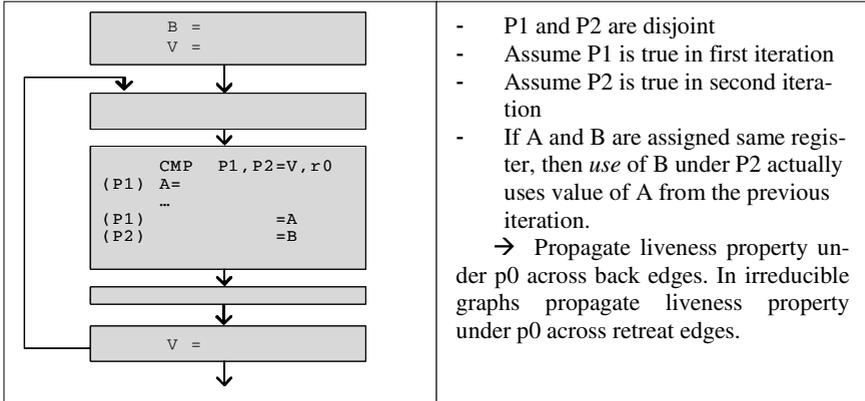 B =
V =
CMP P1,P2=V,r0
(P1) A=
…
(P1) =A
(P2) =B
V =
- P1 and P2 are disjoint
- Assume P1 is true in first iteration
- Assume P2 is true in second itera-
tion
- If A and B are assigned same regis-
ter, then use of B under P2 actually
uses value of A from the previous
iteration.
→ Propagate liveness property un-
der p0 across back edges. In irreducible
graphs propagate liveness property
under p0 across retreat edges.